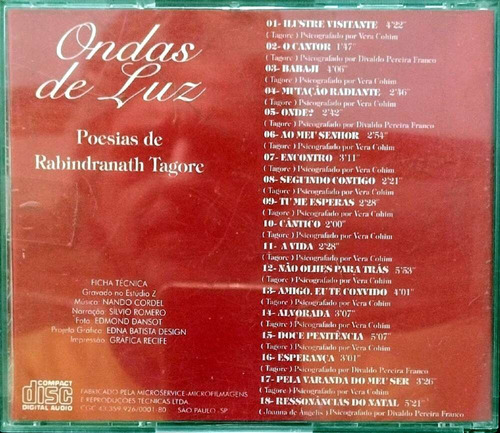 Ondas
de Luz
Poesias de
Rabindranath Tagore
FICHA TÉCNICA
Gravado no Estúdio Z
Música: NANDO CORDEL
Narração: SILVIO ROMERO
Foto: EDMOND DANSOT
Projeto Gráfico: EDNA BATISTA DESIGN
Impressão: GRÁFICA RECIFE
COMPACT
disc
DIGITAL AUDIO
FABRICADO PELA MICROSERVICE-MICROFILMAGENS
E REPRODUÇÕES TÉCNICAS LTDA.
CGC 43.359.926/0001-80 SÃO PAULO -SP
01- ILUSTRE VISITANTE 4'22"
( Tagore ) Psicografado por Vera Cohim
02- O CANTOR 1'47"
( Tagore ) Psicografado por Divaldo Pereira Franco
03- BABAJI 4'06"
( Tagore ) Psicografado por Vera Cohim
04- MUTAÇÃO RADIANTE 2'56"
( Tagore ) Psicografado por Vera Cohim
05- ONDE? 2'42"
( Tagore ) Psicografado por Divaldo Pereira Franco
06- AO MEU SENHOR 2'54"
( Tagore ) Psicografado por Vera Cohim
07- ENCONTRO 3'11"
( Tagore ) Psicografado por Vera Cohim
08- SEGUINDO CONTIGO 2'21"
( Tagore ) Psicografado por Vera Cohim
09- TU ME ESPERAS 2'28"
( Tagore ) Psicografado por Vera Cohim
10- CÂNTICO 2'00"
( Tagore ) Psicografado por Vera Cohim
11- A VIDA 2'28"
( Tagore ) Psicografado por Vera Cohim
12- NÃO OLHES PARA TRÁS 5'53"
( Tagore ) Psicografado por Vera Cohim
13- AMIGO, EU TE CONVIDO 4'01"
( Tagore ) Psicografado por Vera Cohim
14- ALVORADA 3'07"
( Tagore ) Psicografado por Vera Cohim
15- DOCE PENITÊNCIA 5'07"
( Tagore ) Psicografado por Vera Cohim
16- ESPERANÇA 3'01"
( Tagore ) Psicografado por Divaldo Pereira Franco
17- PELA VARANDA DO MEU SER 3'26"
( Tagore ) Psicografado por Vera Cohim
18- RESSONÂNCIAS DO NATAL 5'21"
( Joanna de Ângelis ) Psicografado por Divaldo Pereira Franco